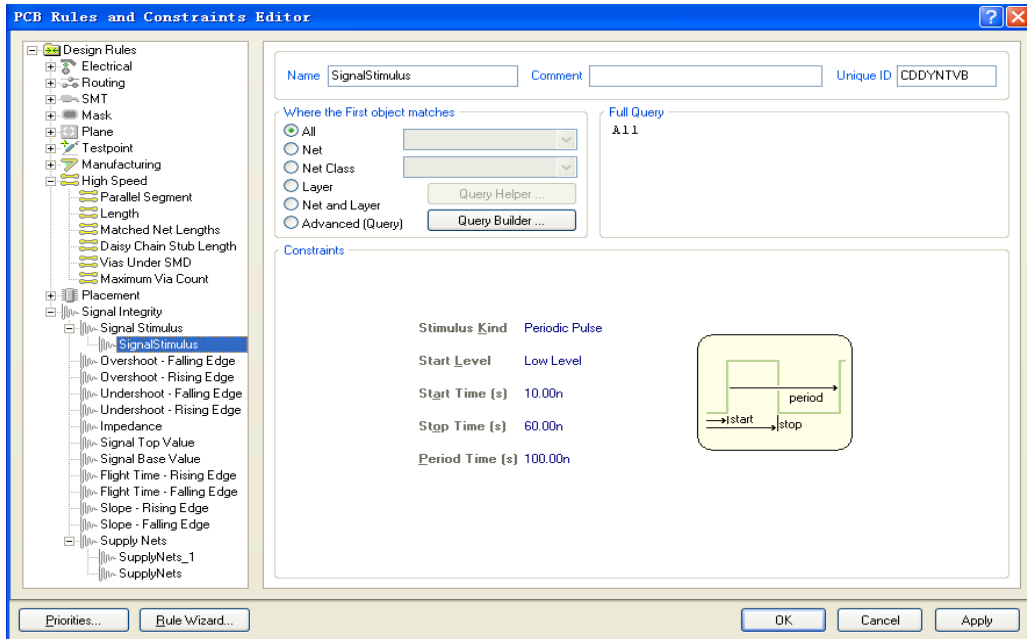 PCB Rules and Constraints Editor
Design Rules
Electrical
Routing
SMT
Mask
Plane
Testpoint
Manufacturing
High Speed
Parallel Segment
Length
Matched Net Lengths
Daisy Chain Stub Length
Vias Under SMD
Maximum Via Count
Placement
Signal Integrity
Signal Stimulus
SignalStimulus
Overshoot - Falling Edge
Overshoot - Rising Edge
Undershoot - Falling Edge
Undershoot - Rising Edge
Impedance
Signal Top Value
Signal Base Value
Flight Time - Rising Edge
Flight Time - Falling Edge
Slope - Rising Edge
Slope - Falling Edge
Supply Nets
SupplyNets_1
SupplyNets
Name SignalStimulus Comment Unique ID CDDYNTVB
Where the First object matches
All
Net
Net Class
Layer
Net and Layer
Advanced (Query)
Query Helper ...
Query Builder ...
Full Query
All
Constraints
Stimulus Kind Periodic Pulse
Start Level Low Level
Start Time (s) 10.00n
Stop Time (s) 60.00n
Period Time (s) 100.00n
period
start
stop
Priorities... Rule Wizard... OK Cancel Apply